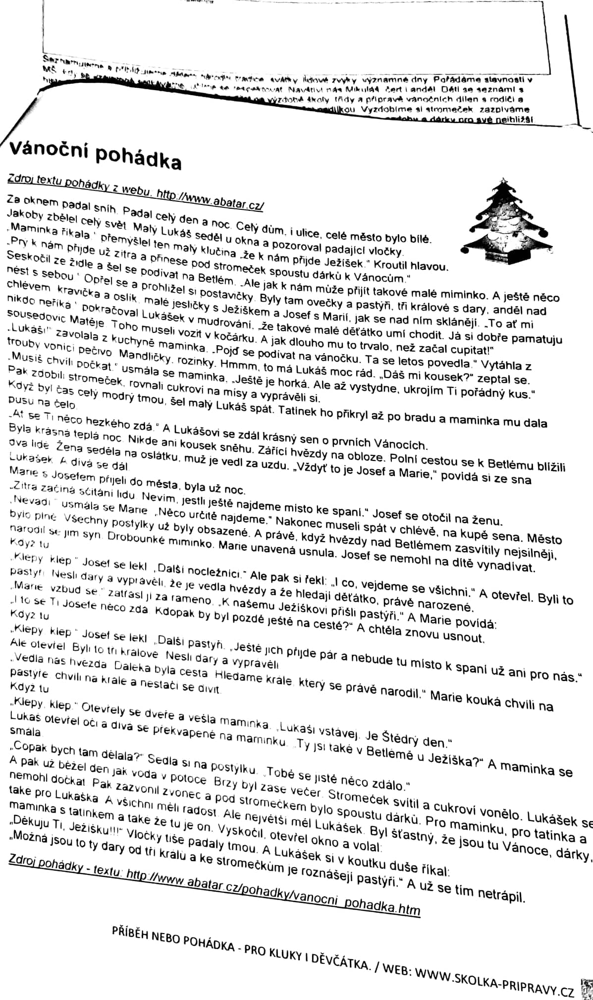 Seznamujeme a přibližujeme dětem národní tradice svátky lidové zvyky významné dny Pořádáme slavnosti v
MŠ kdy se
respektovat Navštíví nás Mikuláš čert i anděl Děti se seznámí s
výzdobě školy třídy a přípravě vánočních dílen s rodiči a
nadílkou Vyzdobíme si stromeček zazpíváme
a dárky pro své nejbližší
Vánoční pohádka
Zdroj textu pohádky z webu. http://www.abatar.cz/
Za oknem padal sníh. Padal celý den a noc. Celý dům, i ulice, celé město bylo bílé.
Jakoby zbělel celý svět. Malý Lukáš seděl u okna a pozoroval padající vločky.
„Maminka říkala,“ přemýšlel ten malý klučina „že k nám přijde Ježíšek.“ Kroutil hlavou.
„Prý k nám přijde už zítra a přinese pod stromeček spoustu dárků k Vánocům.“
Seskočil ze židle a šel se podívat na Betlém. „Ale jak k nám může přijít takové malé miminko. A ještě něco
nést s sebou “ Opřel se a prohlížel si postavičky. Byly tam ovečky a pastýři, tři králové s dary, anděl nad
chlévem kravička a oslík, malé jesličky s Ježíškem a Josef s Marií, jak se nad ním sklánějí. „To ať mi
nikdo neříká “ pokračoval Lukášek v mudrování, „že takové malé děťátko umí chodit. Já si dobře pamatuju
sousedovic Matěje. Toho museli vozit v kočárku. A jak dlouho mu to trvalo, než začal cupitat!“
„Lukáši!“ zavolala z kuchyně maminka. „Pojď se podívat na vánočku. Ta se letos povedla.“ Vytáhla z
trouby vonící pečivo Mandličky, rozinky. Hmmm, to má Lukáš moc rád. „Dáš mi kousek?“ zeptal se.
„Musíš chvíli počkat.“ usmála se maminka, „Ještě je horká. Ale až vystydne, ukrojím Ti pořádný kus.“
Pak zdobili stromeček, rovnali cukroví na mísy a vyprávěli si.
Když byl čas celý modrý tmou, šel malý Lukáš spát. Tatínek ho přikryl až po bradu a maminka mu dala
pusu na čelo.
„Ať se Ti něco hezkého zdá.“ A Lukášovi se zdál krásný sen o prvních Vánocích.
Byla krásná teplá noc. Nikde ani kousek sněhu. Zářící hvězdy na obloze. Polní cestou se k Betlému blížili
dva lidé Žena seděla na oslátku, muž je vedl za uzdu. „Vždyť to je Josef a Marie,“ povídá si ze sna
Lukášek A dívá se dál.
Marie s Josefem přijeli do města, byla už noc.
„Zítra začíná sčítání lidu. Nevím, jestli ještě najdeme místo ke spaní.“ Josef se otočil na ženu.
„Nevadí “ usmála se Marie „Něco určitě najdeme.“ Nakonec museli spát v chlévě, na kupě sena. Město
bylo plné Všechny postýlky už byly obsazené. A právě, když hvězdy nad Betlémem zasvítily nejsilněji,
narodil se jim syn. Drobounké miminko. Marie unavená usnula. Josef se nemohl na dítě vynadívat.
Když tu
„Klepy klep “ Josef se lekl „Další nocležníci.“ Ale pak si řekl: „I co, vejdeme se všichni.“ A otevřel. Byli to
pastýři Nesli dary a vyprávěli, že je vedla hvězdy a že hledají děťátko, právě narozené.
„Marie vzbuď se,“ zatřásl jí za rameno, „K našemu Ježíškovi přišli pastýři.“ A Marie povídá:
„I to se Ti Josefe něco zdá Kdopak by byl pozdě ještě na cestě?“ A chtěla znovu usnout,
Když tu
„Klepy, klep “ Josef se lekl „Další pastýři. „Ještě jich přijde pár a nebude tu místo k spaní už ani pro nás.“
Ale otevřel Byli to tři králové Nesli dary a vyprávěli
„Vedla nás hvězda Daleká byla cesta Hledáme krále, který se právě narodil.“ Marie kouká chvíli na
pastýře, chvíli na krále a nestačí se divit.
Když tu
„Klepy, klep.“ Otevřely se dveře a vešla maminka. „Lukáši vstávej. Je Štědrý den.“
Lukáš otevřel oči a dívá se překvapeně na maminku. „Ty jsi také v Betlémě u Ježíška?“ A maminka se
smála.
„Copak bych tam dělala?“ Sedla si na postýlku. „Tobě se jistě něco zdálo.“
A pak už běžel den jak voda v potoce Brzy byl zase večer. Stromeček svítil a cukroví vonělo. Lukášek se
nemohl dočkat Pak zazvonil zvonec a pod stromečkem bylo spoustu dárků. Pro maminku, pro tatínka a
také pro Lukáška A všichni měli radost. Ale největší měl Lukášek. Byl šťastný, že jsou tu Vánoce, dárky,
maminka s tatínkem a také že tu je on. Vyskočil, otevřel okno a volal:
„Děkuju Ti, Ježíšku!!!“ Vločky tiše padaly tmou. A Lukášek si v koutku duše říkal:
„Možná jsou to ty dary od tří králů a ke stromečkům je roznášejí pastýři.“ A už se tím netrápil.
Zdroj pohádky - textu: http://www.abatar.cz/pohadky/vanocni_pohadka.htm
PŘÍBĚH NEBO POHÁDKA - PRO KLUKY I DĚVČÁTKA. / WEB: WWW.SKOLKA-PRIPRAVY.CZ